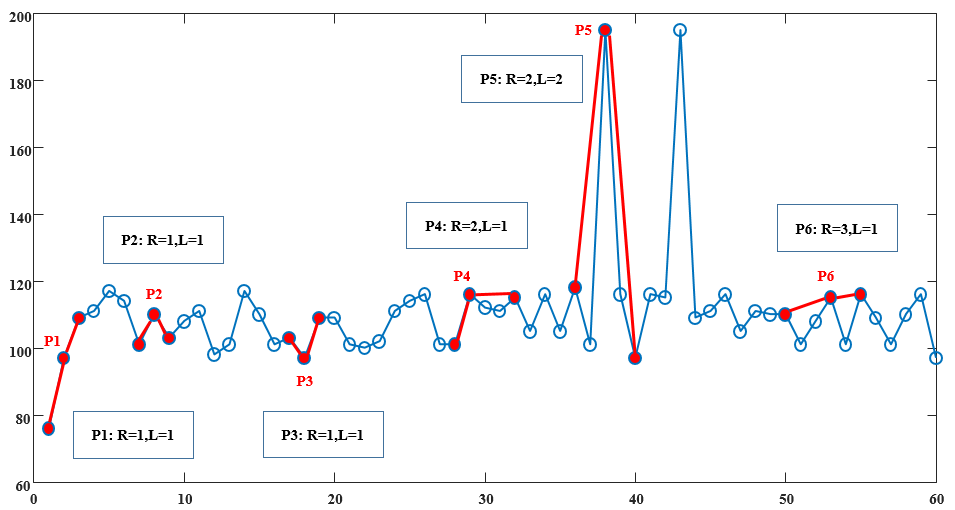 200
P5
180
P5: R=2,L=2
160
140
P4: R=2,L=1
P6: R=3,L=1
P2: R=1,L=1
120
P4
P6
P2
P1
100
P3
80
P1: R=1,L=1
P3: R=1,L=1
60
0 10 20 30 40 50 60